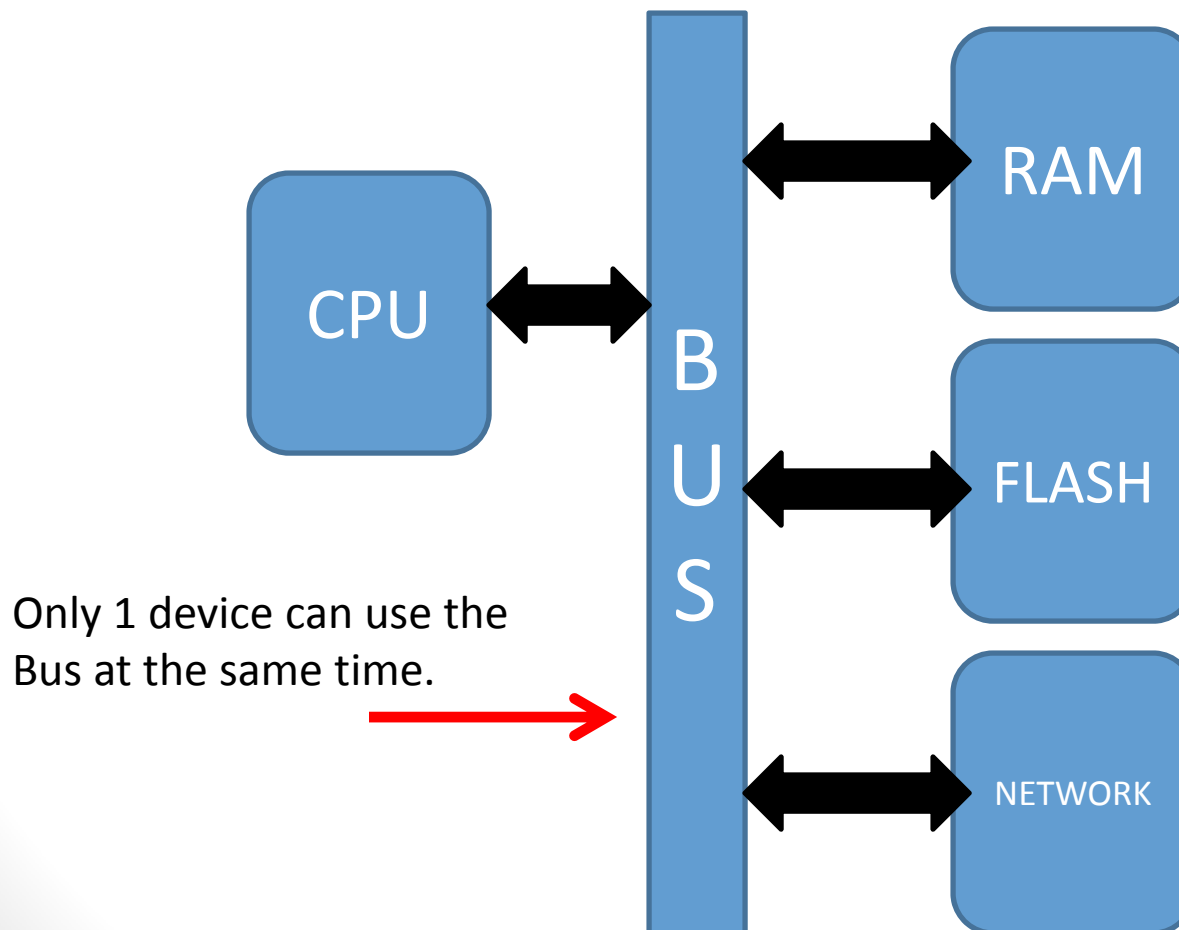 CPU
B
U
S
RAM
FLASH
NETWORK
Only 1 device can use the
Bus at the same time.